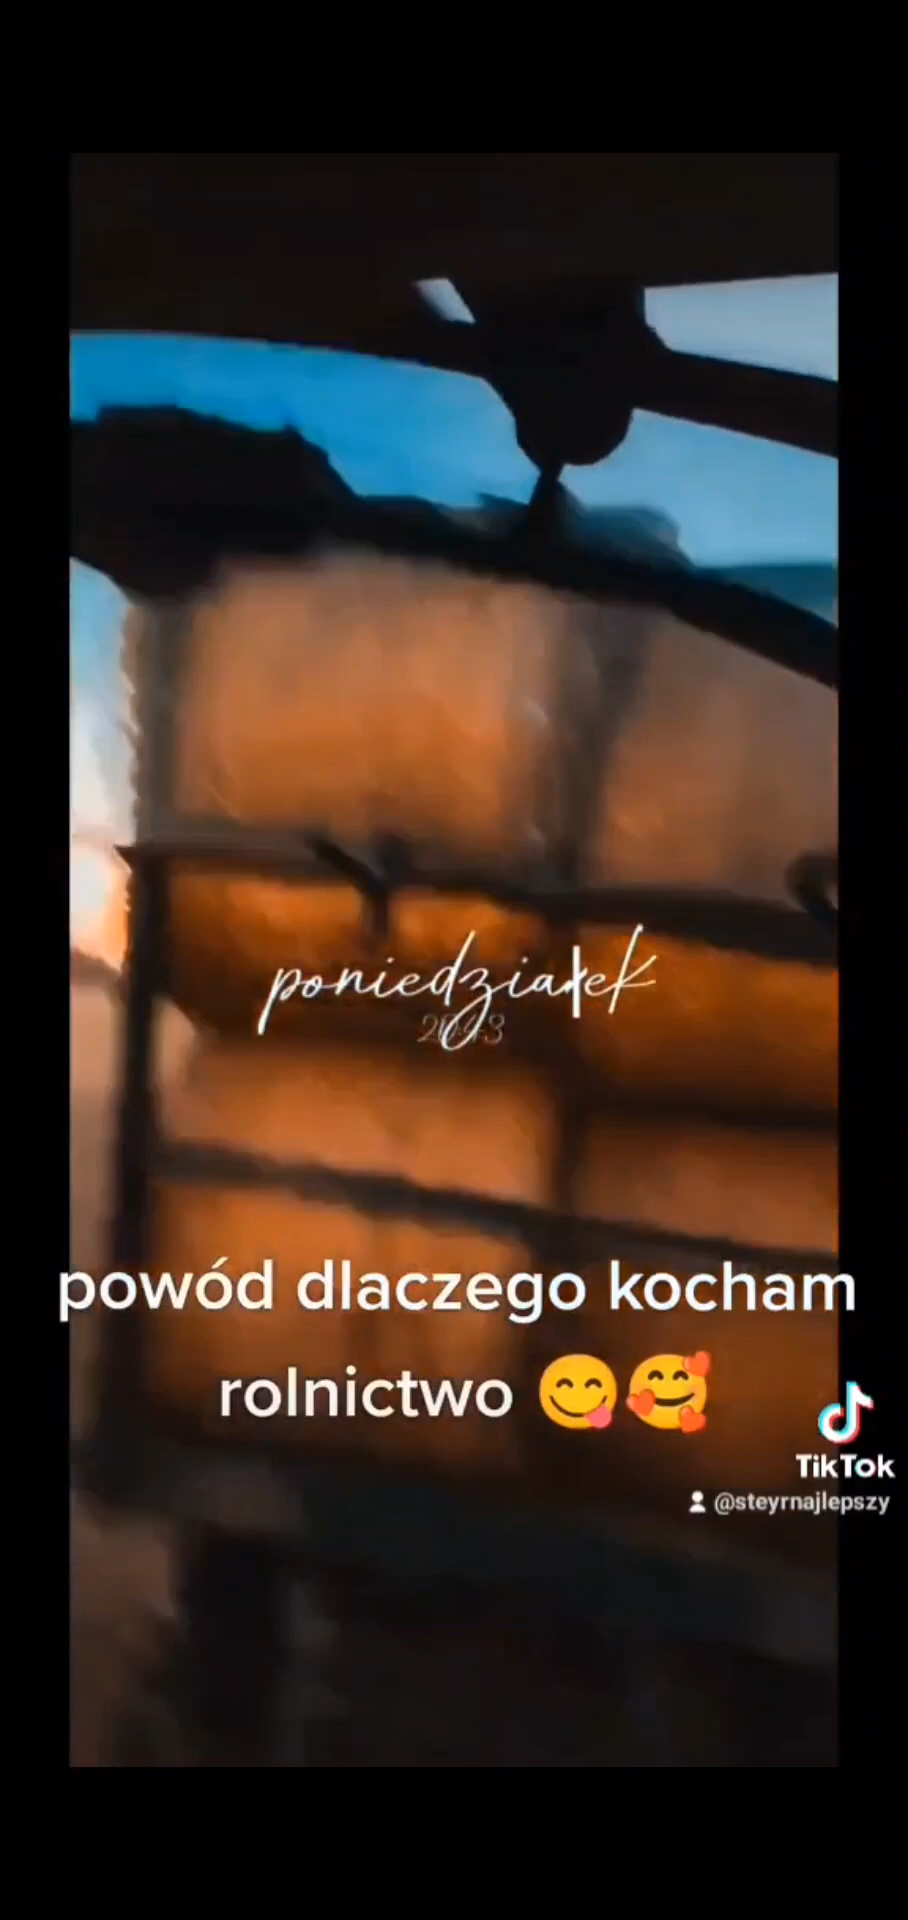 poniedziałek
powód dlaczego kocham
rolnictwo 😋🥰
TikTok
@steyrnajlepszy